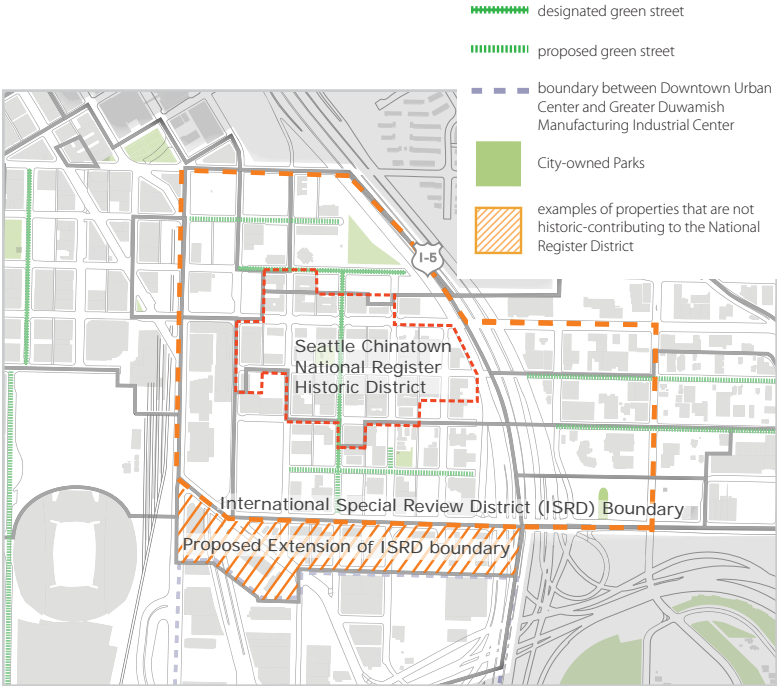 designated green street
proposed green street
boundary between Downtown Urban
Center and Greater Duwamish
Manufacturing Industrial Center
City-owned Parks
examples of properties that are not
historic-contributing to the National
Register District
I-5
Seattle Chinatown
National Register
Historic District
International Special Review District (ISRD) Boundary
Proposed Extension of ISRD boundary